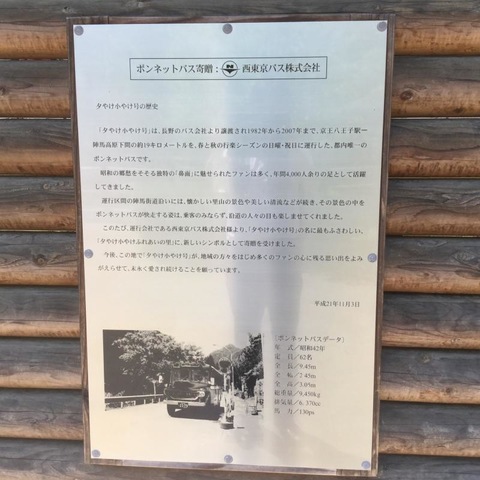 ボンネットバス寄贈：西東京バス株式会社
夕やけ小やけ号の歴史
「夕やけ小やけ号」は、長野のバス会社より譲渡され1982年から2007年まで、京王八王子駅ー
陣馬高原下間の約19キロメートルを、春と秋の行楽シーズンの日曜・祝日に運行した、都内唯一の
ボンネットバスです。
昭和の郷愁をそそる独特の「鼻面」に魅せられたファンは多く、年間4,000人余りの足として活躍
してきました。
運行区間の陣馬街道沿いには、懐かしい里山の景色や美しい清流などが続き、その景色の中を
ボンネットバスが快走する姿は、乗客のみならず、沿道の人々の目も楽しませてくれました。
このたび、運行会社である西東京バス株式会社様より、「夕やけ小やけ号」の名に最もふさわしい、
「夕やけ小やけふれあいの里」に、新しいシンボルとして寄贈を受けました。
今後、この地で「夕やけ小やけ号」が、地域の方々をはじめ多くのファンの心に残る思い出をよ
みがえらせて、末永く愛され続けることを願っています。
平成21年11月3日
「ボンネットバスデータ」
年　式／昭和42年
定　員／62名
全　長／9.45m
全　幅／2.45m
全　高／3.05m
総重量／9,450kg
排気量／6,370cc
馬　力／130ps